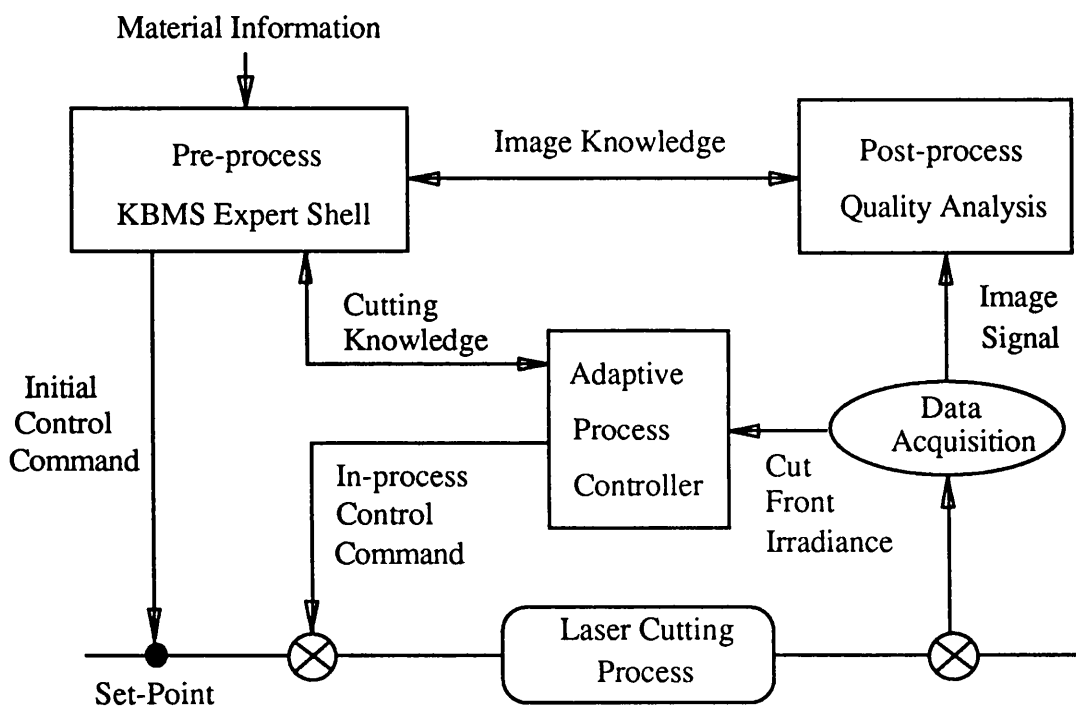 Material Information
Pre-process
KBMS Expert Shell
Image Knowledge
Post-process
Quality Analysis
Cutting
Knowledge
Image
Signal
Initial
Control
Command
Adaptive
Process
Controller
Data
Acquisition
In-process
Control
Command
Cut
Front
Irradiance
Laser Cutting
Process
Set-Point